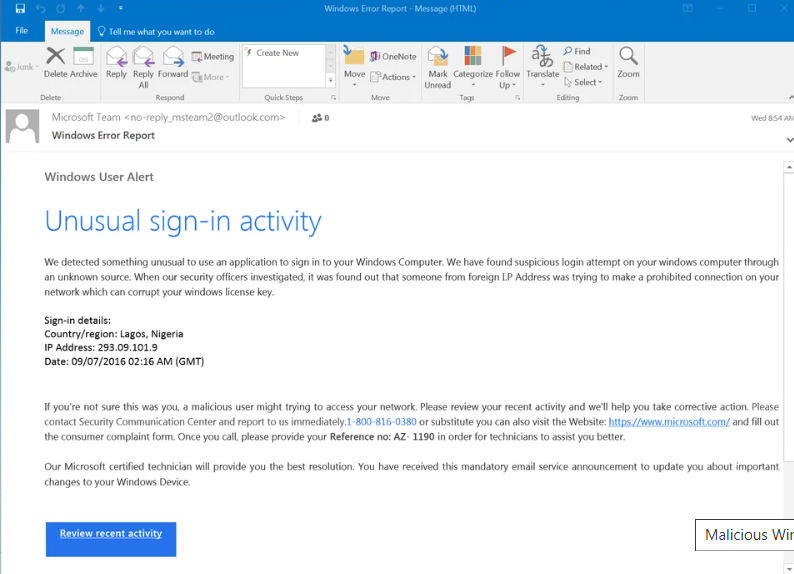 Windows Error Report - Message (HTML)
File Message Tell me what you want to do
Junk Delete Archive Reply Reply All Forward Meeting More Create New Move OneNote Actions Mark Unread Categorize Follow Up Translate Find Related Select Zoom
Delete Respond Quick Steps Move Tags Editing Zoom
Microsoft Team <no-reply_msteam2@outlook.com> 0 Wed 8:54 AM
Windows Error Report
Windows User Alert
Unusual sign-in activity
We detected something unusual to use an application to sign in to your Windows Computer. We have found suspicious login attempt on your windows computer through
an unknown source. When our security officers investigated, it was found out that someone from foreign I.P Address was trying to make a prohibited connection on your
network which can corrupt your windows license key.
Sign-in details:
Country/region: Lagos, Nigeria
IP Address: 293.09.101.9
Date: 09/07/2016 02:16 AM (GMT)
If you're not sure this was you, a malicious user might trying to access your network. Please review your recent activity and we'll help you take corrective action. Please
contact Security Communication Center and report to us immediately.1-800-816-0380 or substitute you can also visit the Website: https://www.microsoft.com/ and fill out
the consumer complaint form. Once you call, please provide your Reference no: AZ- 1190 in order for technicians to assist you better.
Our Microsoft certified technician will provide you the best resolution. You have received this mandatory email service announcement to update you about important
changes to your Windows Device.
Review recent activity
Malicious Win